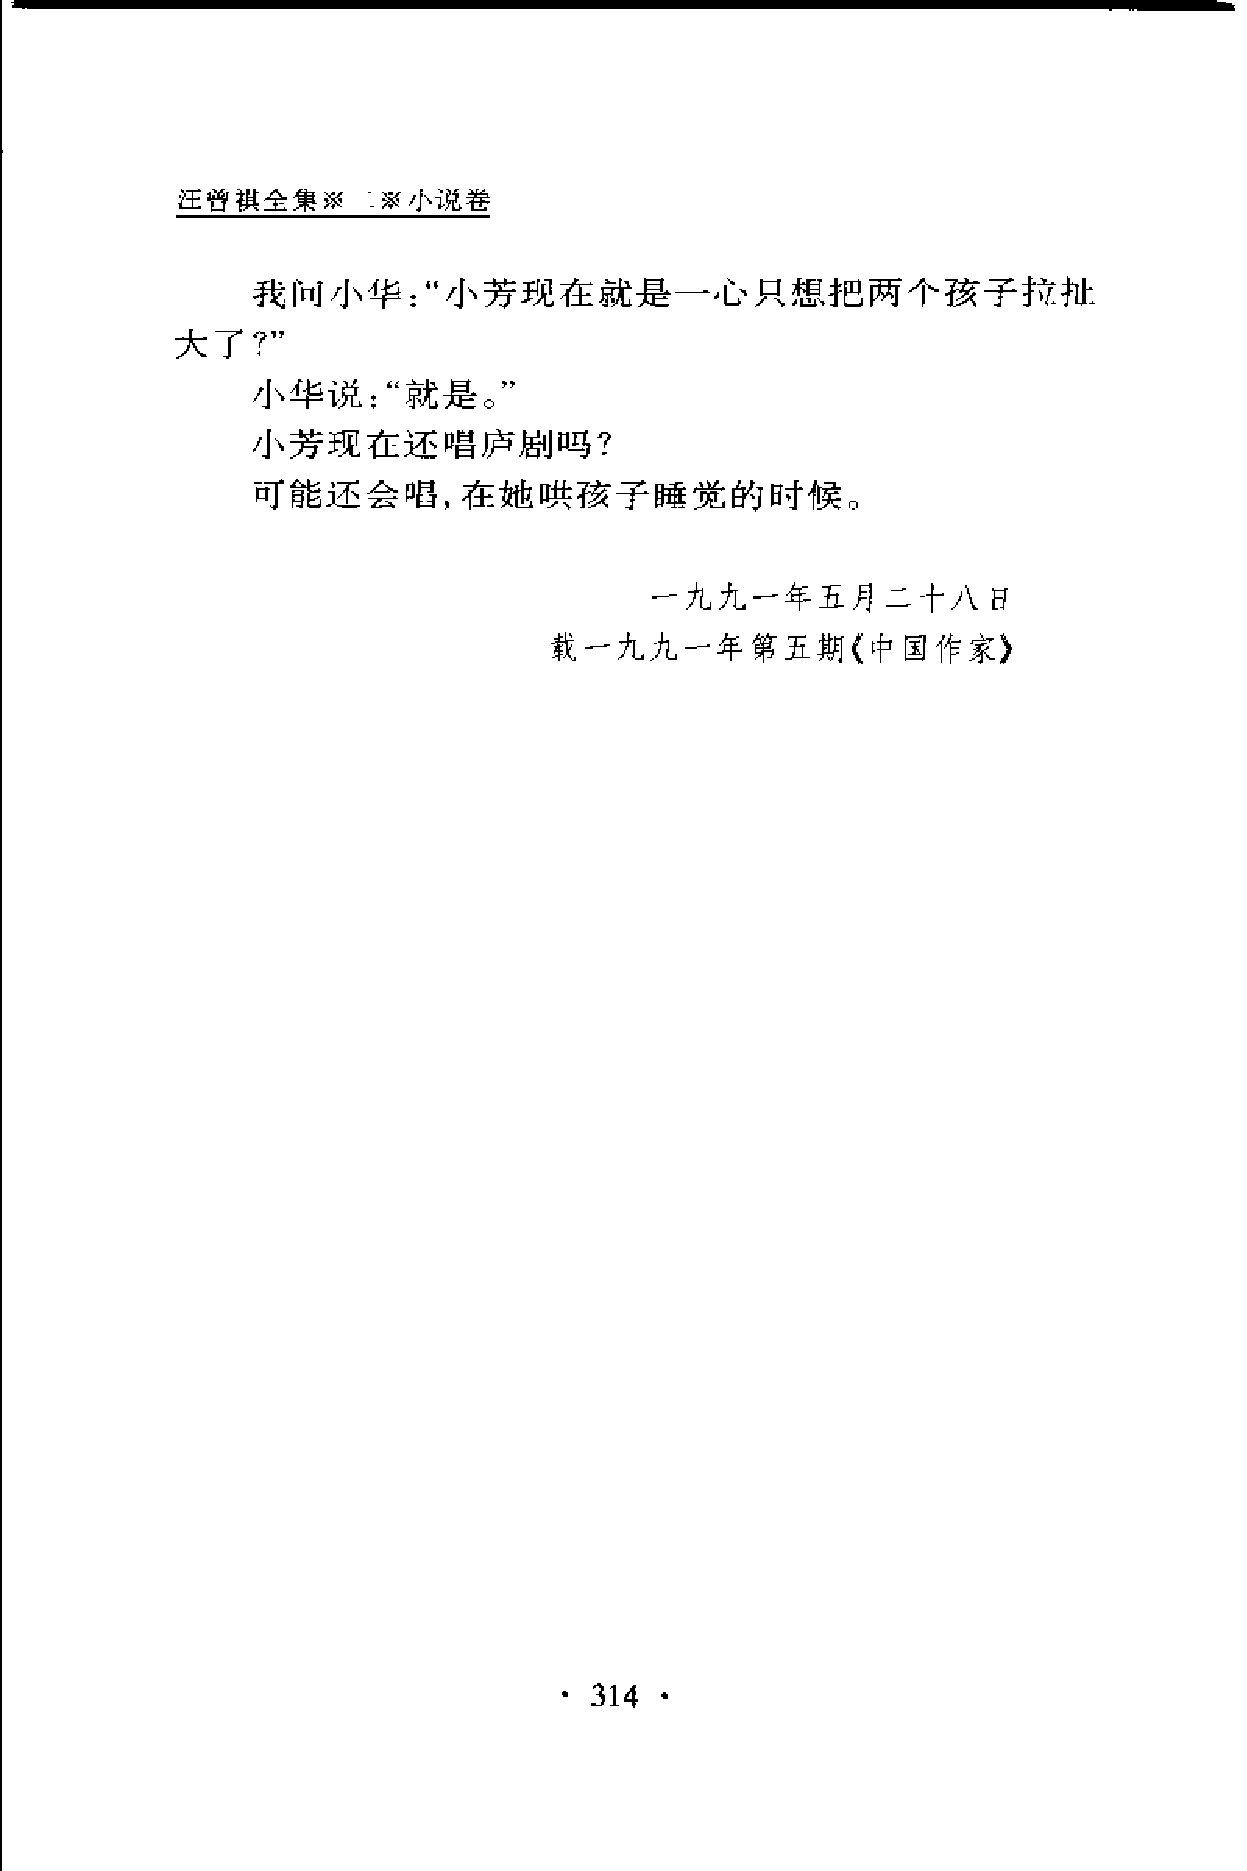 汪曾祺全集※二※小说卷
我问小华:“小芳现在就是一心只想把两个孩子拉扯
大了?”
小华说:“就是。”
小芳现在还唱庐剧吗?
可能还会唱,在她哄孩子睡觉的时候。
一九九一年五月二十八日
载一九九一年第五期《中国作家》
· 314 ·